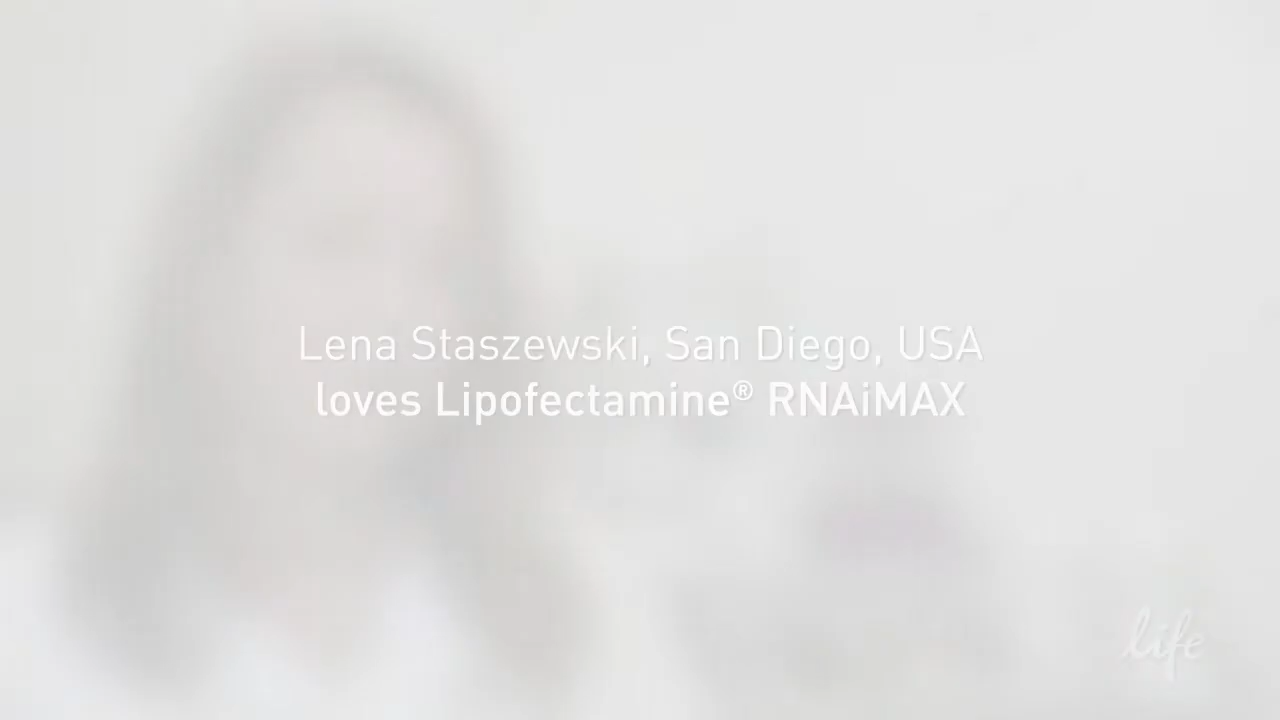 Lena Staszewski, San Diego, USA
loves Lipofectamine® RNAiMAX
life